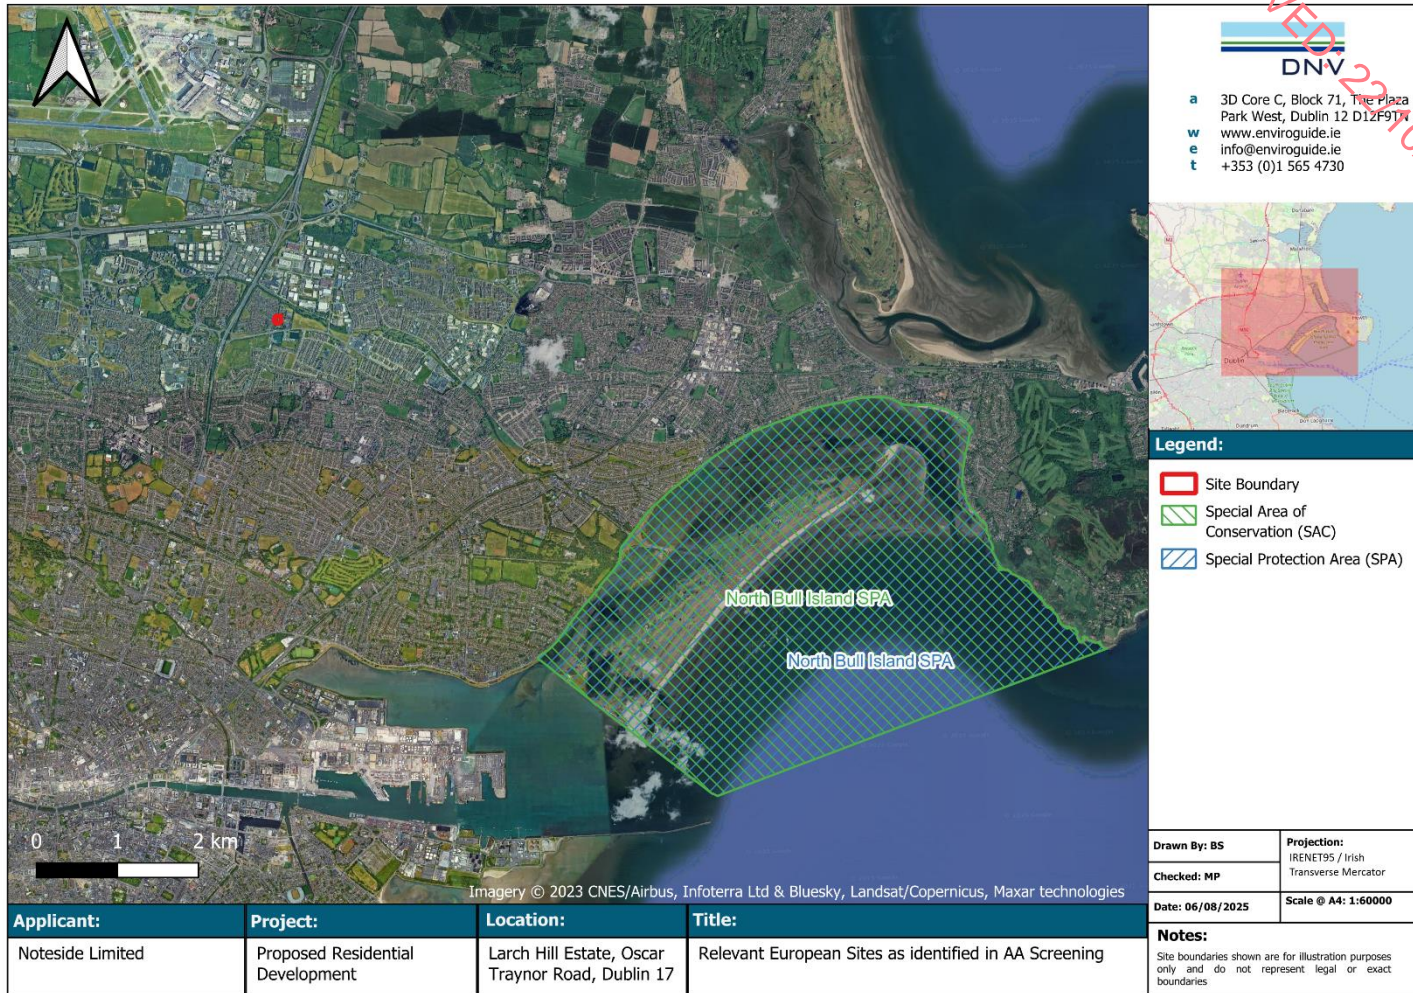 VED: 22/10
DNV
a 3D Core C, Block 71, The Plaza
Park West, Dublin 12 D12F9TN
w www.enviroguide.ie
e info@enviroguide.ie
t +353 (0)1 565 4730
Legend:
Site Boundary
Special Area of
Conservation (SAC)
Special Protection Area (SPA)
North Bull Island SPA
North Bull Island SPA
0 1 2 km
Imagery © 2023 CNES/Airbus, Infoterra Ltd & Bluesky, Landsat/Copernicus, Maxar technologies
Drawn By: BS
Checked: MP
Date: 06/08/2025
Projection:
IRENET95 / Irish
Transverse Mercator
Scale @ A4: 1:60000
Notes:
Site boundaries shown are for illustration purposes
only and do not represent legal or exact
boundaries
Applicant:
Noteside Limited
Project:
Proposed Residential
Development
Location:
Larch Hill Estate, Oscar
Traynor Road, Dublin 17
Title:
Relevant European Sites as identified in AA Screening
Dublin